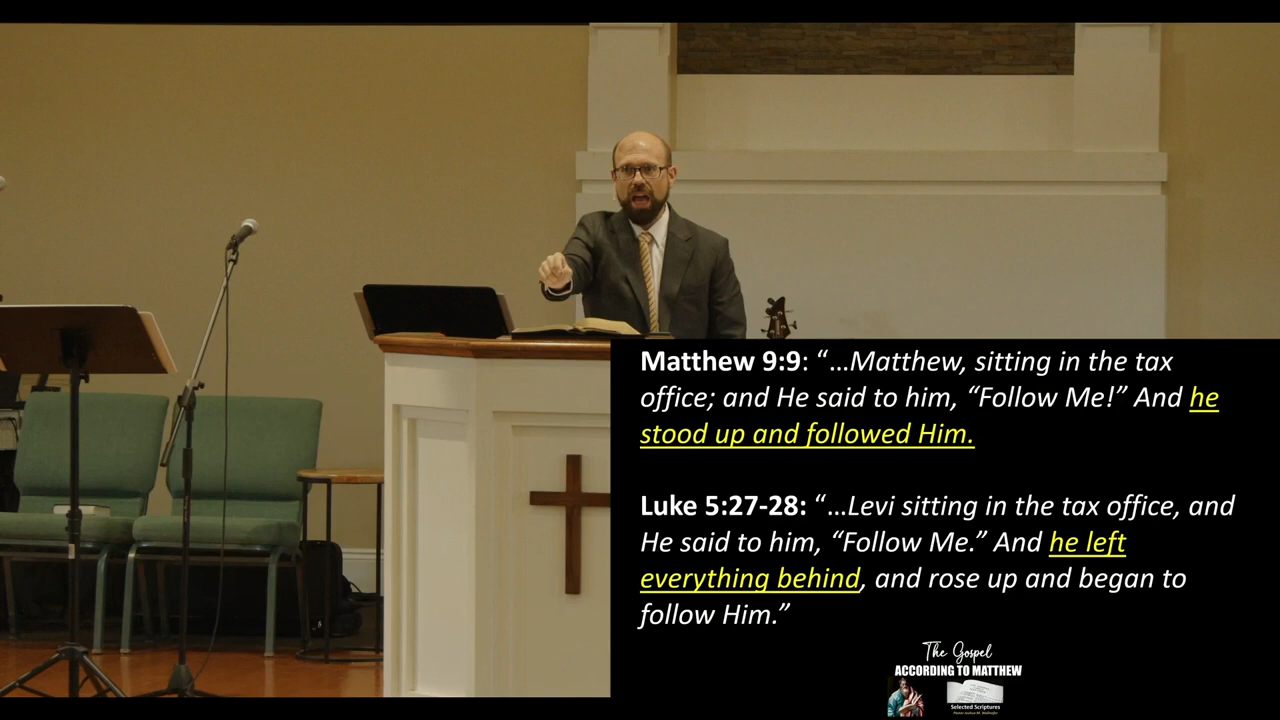 Matthew 9:9: “…Matthew, sitting in the tax
office; and He said to him, “Follow Me!” And he
stood up and followed Him.
Luke 5:27-28: “…Levi sitting in the tax office, and
He said to him, “Follow Me.” And he left
everything behind, and rose up and began to
follow Him.”
The Gospel
ACCORDING TO MATTHEW
Selected Scriptures